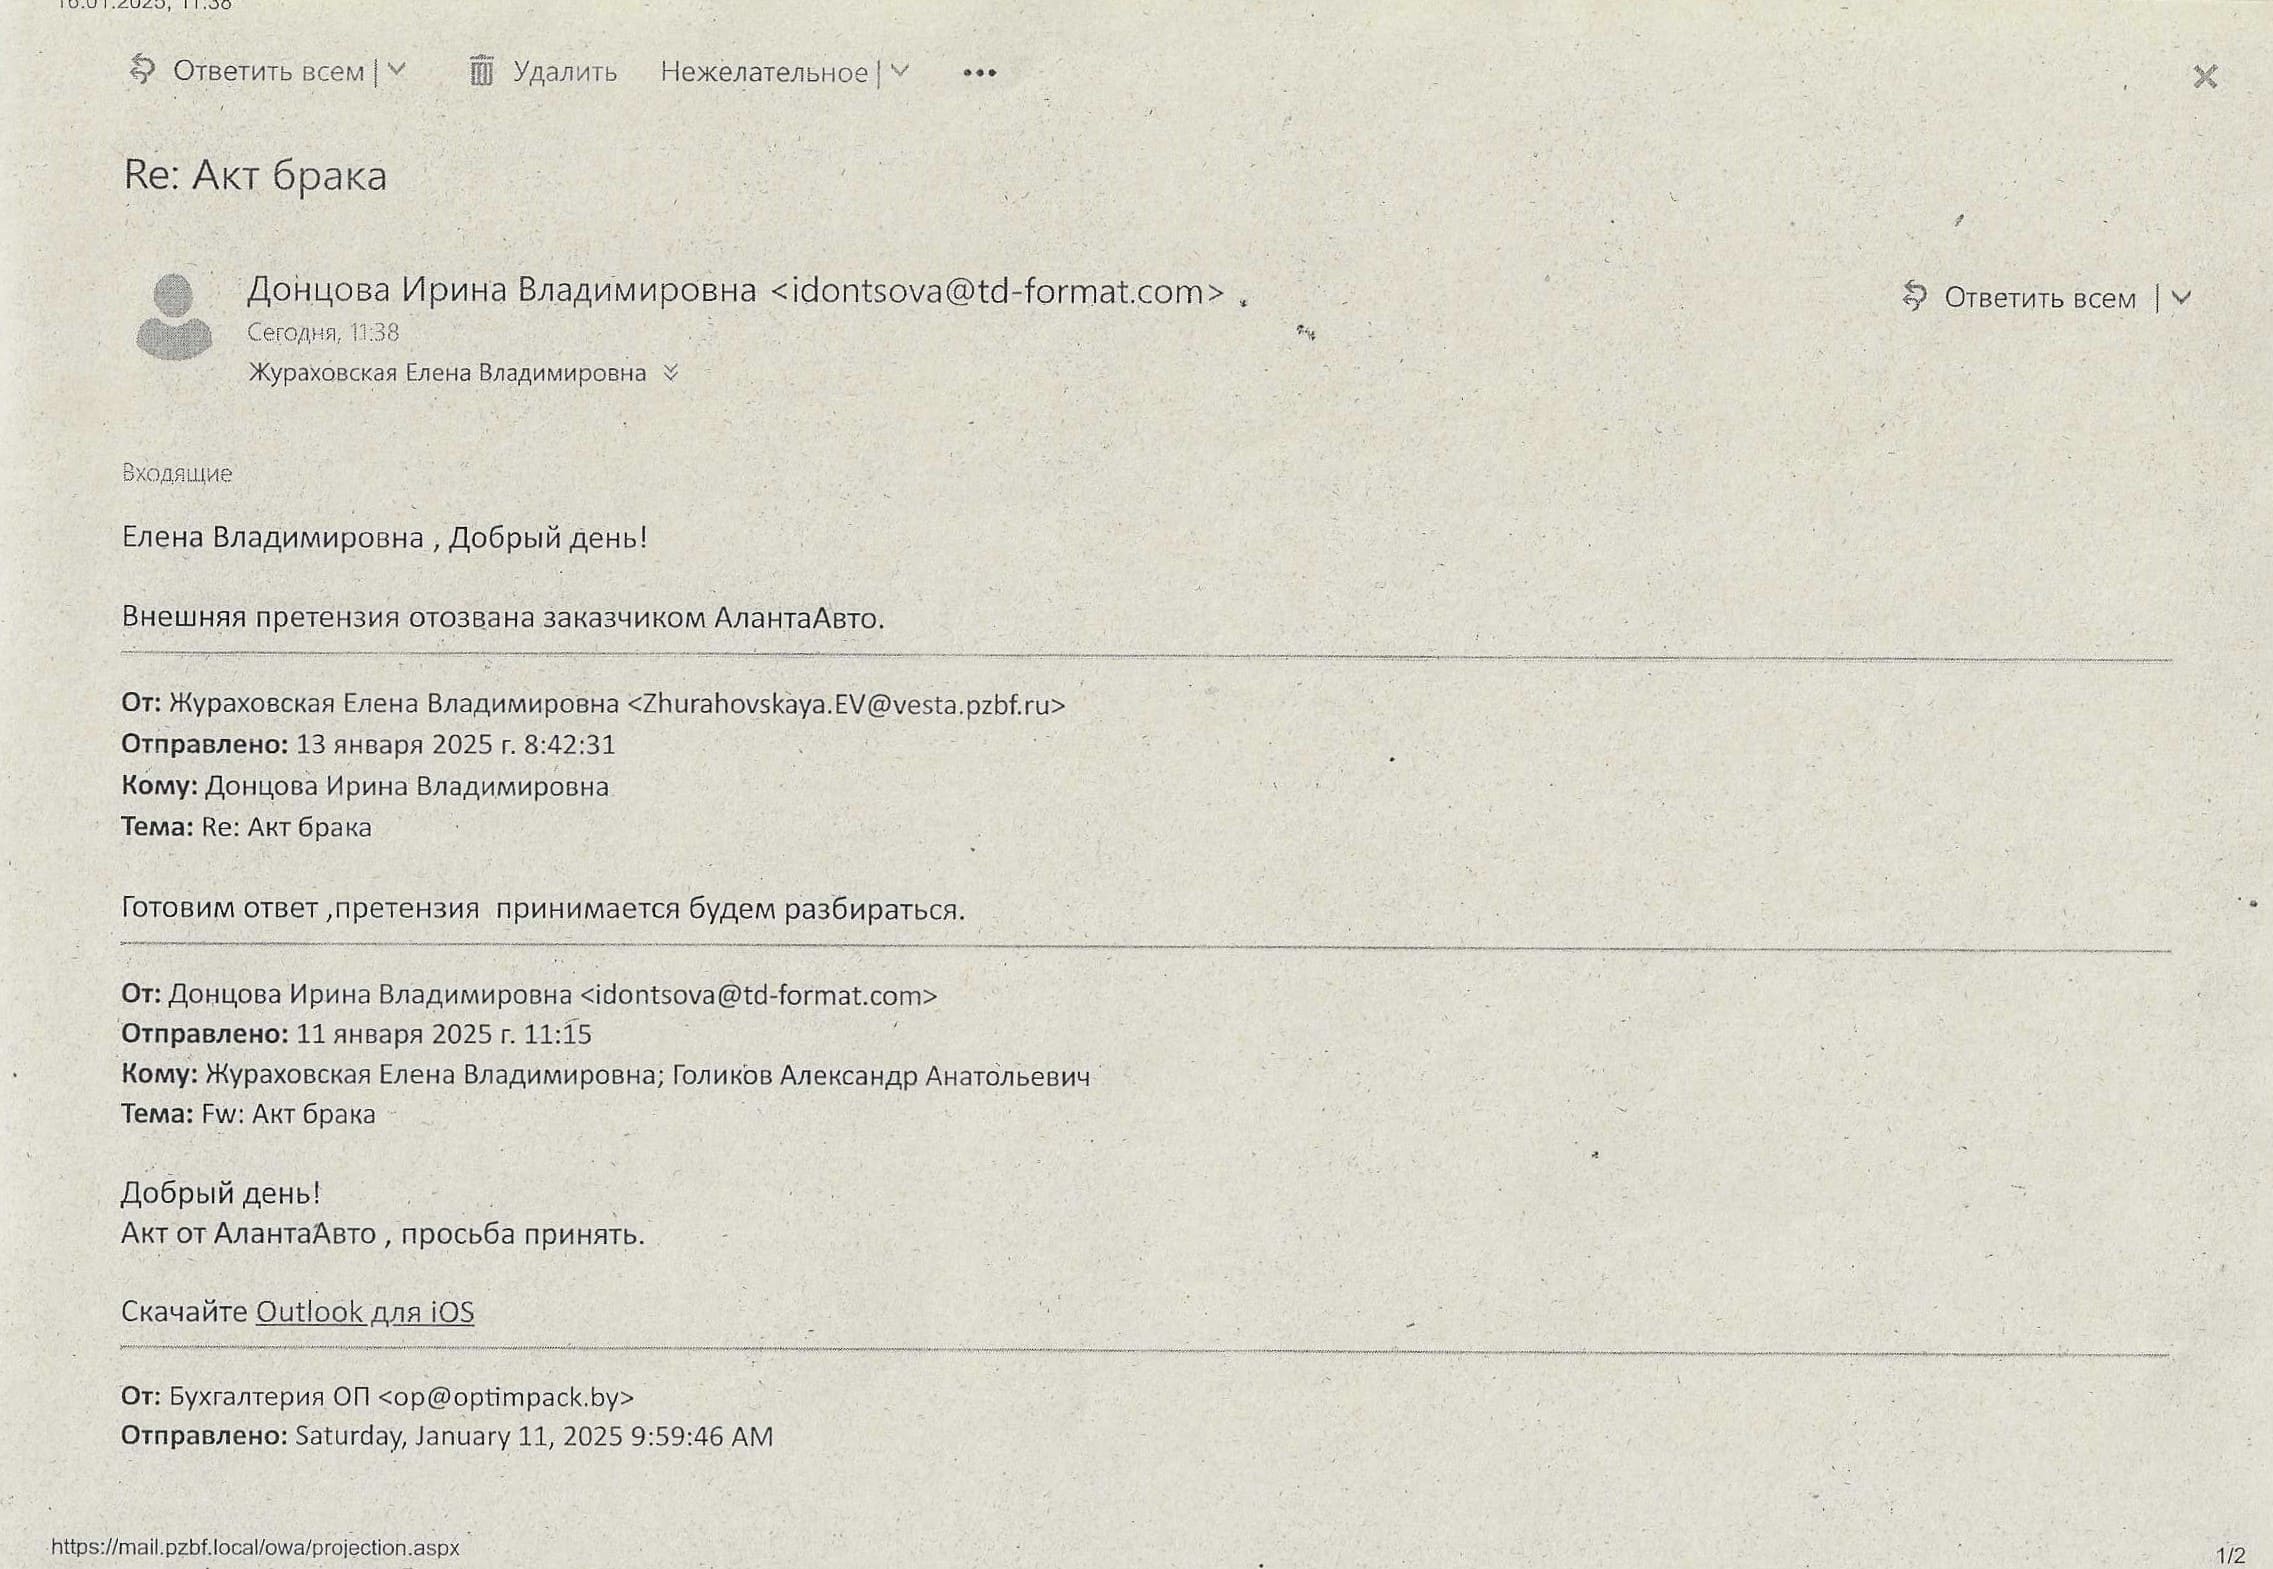 16.01.2025, 11:38
Ответить всем | Удалить Нежелательное | •••
Re: Акт брака
Донцова Ирина Владимировна <idontsova@td-format.com>
Ответить всем |
Сегодня, 11:38
Жураховская Елена Владимировна
Входящие
Елена Владимировна , Добрый день!
Внешняя претензия отозвана заказчиком АлантаАвто.
От: Жураховская Елена Владимировна <Zhurahovskaya.EV@vesta.pzbf.ru>
Отправлено: 13 января 2025 г. 8:42:31
Кому: Донцова Ирина Владимировна
Тема: Re: Акт брака
Готовим ответ ,претензия принимается будем разбираться.
От: Донцова Ирина Владимировна <idontsova@td-format.com>
Отправлено: 11 января 2025 г. 11:15
Кому: Жураховская Елена Владимировна; Голиков Александр Анатольевич
Тема: Fw: Акт брака
Добрый день!
Акт от АлантаАвто , просьба принять.
Скачайте Outlook для iOS
От: Бухгалтерия ОП <op@optimpack.by>
Отправлено: Saturday, January 11, 2025 9:59:46 AM
https://mail.pzbf.local/owa/projection.aspx
1/2